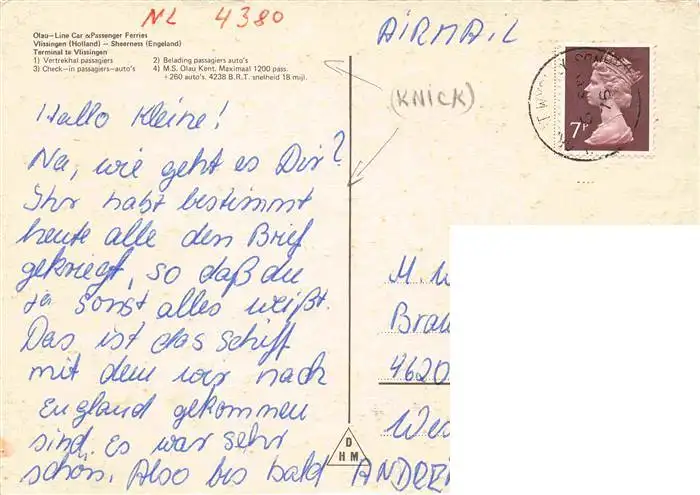 NL 4380
AIRMAIL
Olau-Line Car & Passenger Ferries
Vlissingen (Holland) - Sheerness (Engeland)
Terminal te Vlissingen
1) Vertrekhal passagiers
2) Belading passagiers auto's
3) Check-in passagiers-auto's
4) M.S. Olau Kent. Maximaal 1200 pass.
+260 auto's. 4238 B.R.T. snelheid 18 mijl.
(KNICK)
7P
Hallo Kleine!
Na, wie geht es Dir?
Ihr habt bestimmt
heute alle den Brief
gekriegt, so daß du
ja sonst alles weißt.
Das ist das Schiff
mit dem wir nach
England gekommen
sind. Es war sehr
schön. Also bis bald ANDRE
M. W
Brau
4620
Wes
D
HM